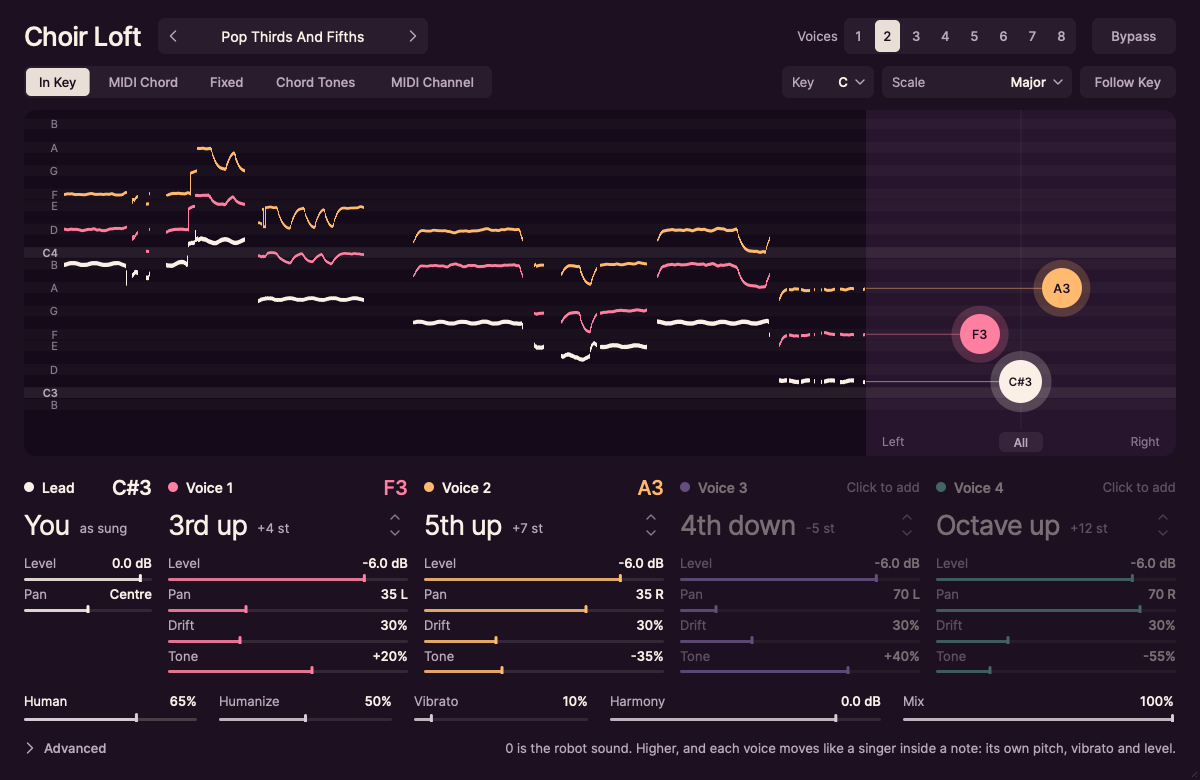 Choir Loft
Pop Thirds And Fifths
Voices 1 2 3 4 5 6 7 8 Bypass
In Key MIDI Chord Fixed Chord Tones MIDI Channel
Key C Scale Major Follow Key
B
A
G
F
E
D
C4
B
A
G
F
E
D
C3
B
A3
F3
C#3
Left All Right
Lead C#3 Voice 1 F3 Voice 2 A3 Voice 3 Click to add Voice 4 Click to add
You as sung 3rd up +4 st 5th up +7 st 4th down -5 st Octave up +12 st
Level 0.0 dB Level -6.0 dB Level -6.0 dB Level -6.0 dB Level -6.0 dB
Pan Centre Pan 35 L Pan 35 R Pan 70 L Pan 70 R
Drift 30% Drift 30% Drift 30% Drift 30%
Tone +20% Tone -35% Tone +40% Tone -55%
Human 65% Humanize 50% Vibrato 10% Harmony 0.0 dB Mix 100%
Advanced 0 is the robot sound. Higher, and each voice moves like a singer inside a note: its own pitch, vibrato and level.